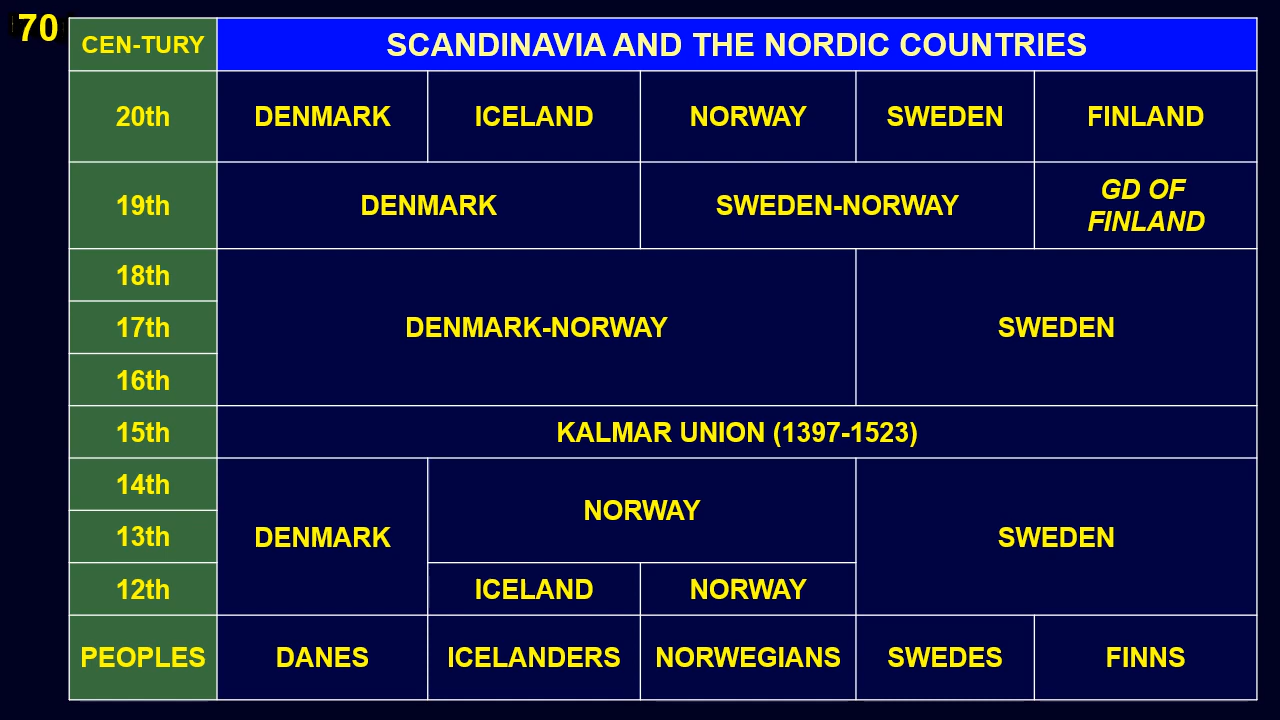 70
CEN-TURY SCANDINAVIA AND THE NORDIC COUNTRIES
20th DENMARK ICELAND NORWAY SWEDEN FINLAND
19th DENMARK SWEDEN-NORWAY GD OF
FINLAND
18th
17th DENMARK-NORWAY SWEDEN
16th
15th KALMAR UNION (1397-1523)
14th
NORWAY
13th DENMARK SWEDEN
12th ICELAND NORWAY
PEOPLES DANES ICELANDERS NORWEGIANS SWEDES FINNS